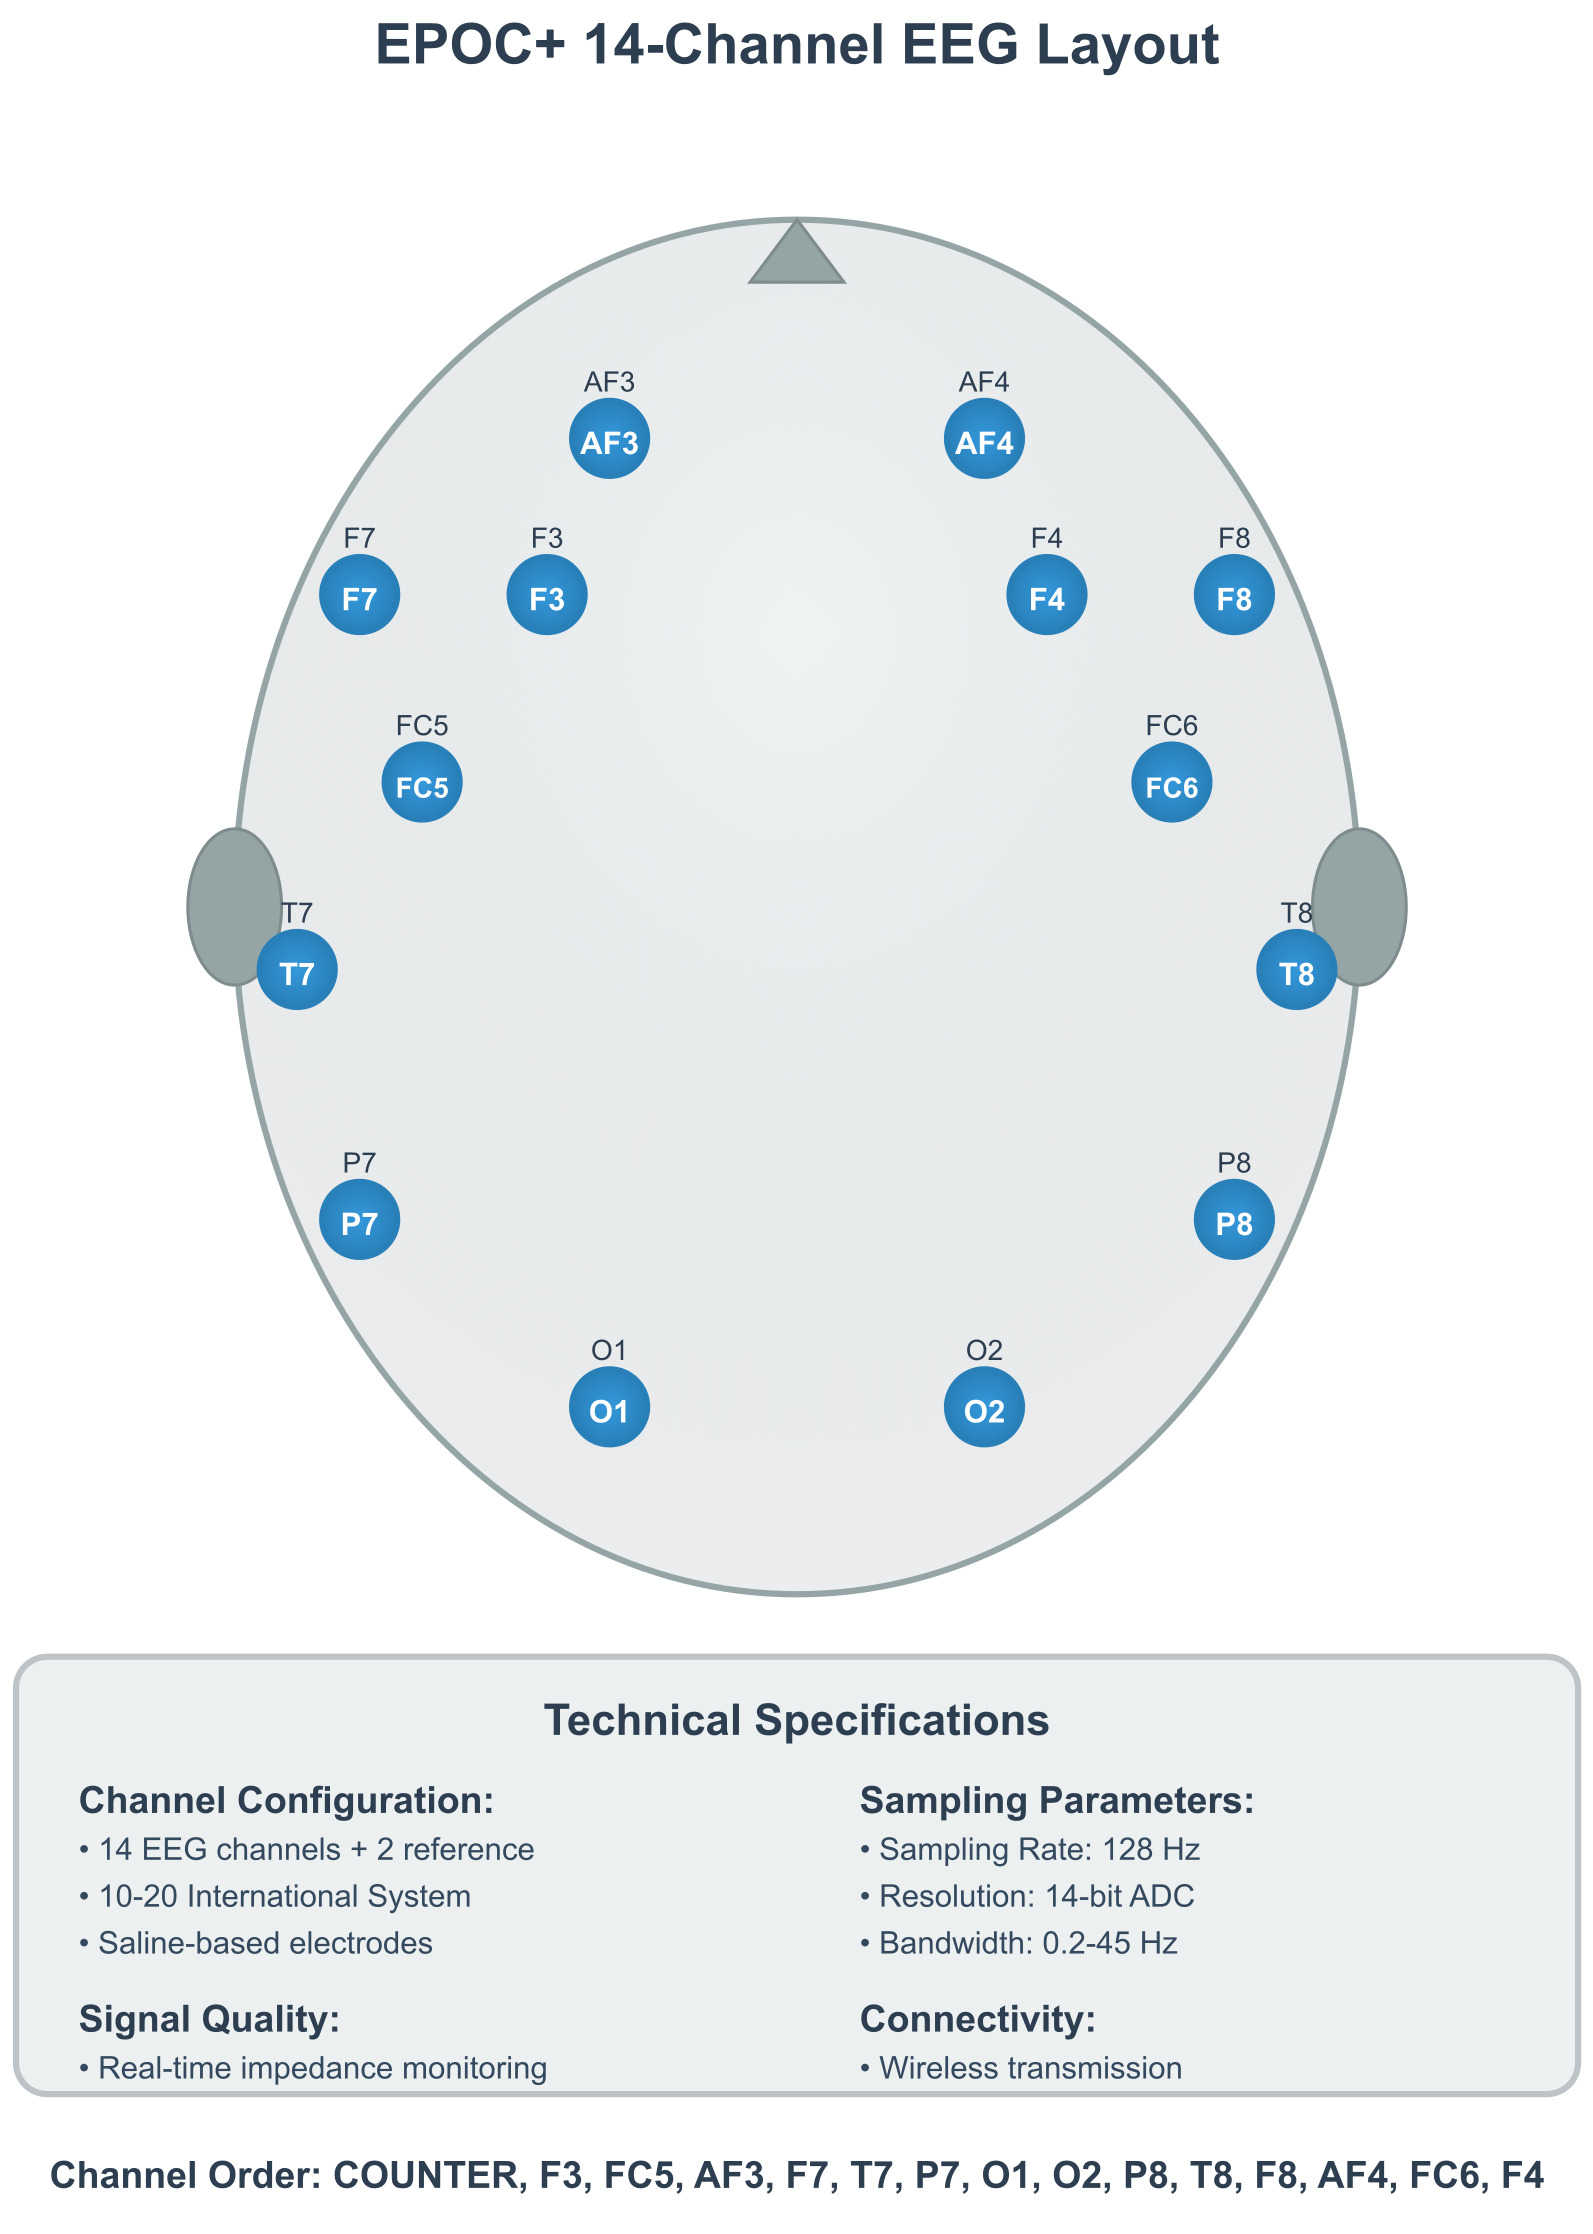 EPOC+ 14-Channel EEG Layout
AF3 AF4
AF3 AF4
F7 F3 F4 F8
F7 F3 F4 F8
FC5 FC6
FC5 FC6
T7 T8
T7 T8
P7 P8
P7 P8
O1 O2
O1 O2
Technical Specifications
Channel Configuration:
• 14 EEG channels + 2 reference
• 10-20 International System
• Saline-based electrodes
Sampling Parameters:
• Sampling Rate: 128 Hz
• Resolution: 14-bit ADC
• Bandwidth: 0.2-45 Hz
Signal Quality:
• Real-time impedance monitoring
Connectivity:
• Wireless transmission
Channel Order: COUNTER, F3, FC5, AF3, F7, T7, P7, O1, O2, P8, T8, F8, AF4, FC6, F4